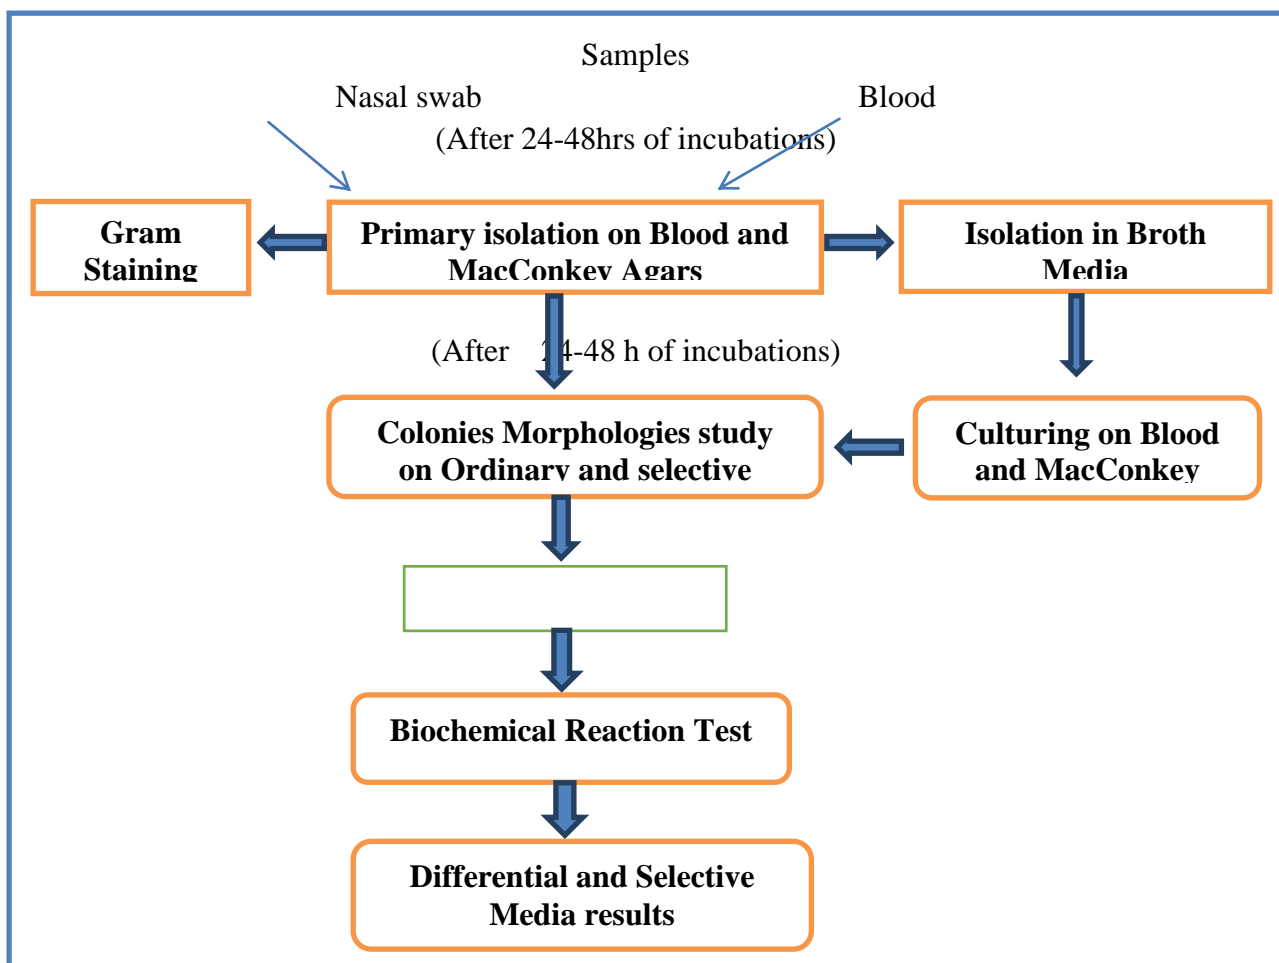 Samples
Nasal swab
Blood
(After 24-48hrs of incubations)
Gram
Staining
Primary isolation on Blood and
MacConkey Agars
Isolation in Broth
Media
(After 24-48 h of incubations)
Colonies Morphologies study
on Ordinary and selective
Culturing on Blood
and MacConkey
Biochemical Reaction Test
Differential and Selective
Media results